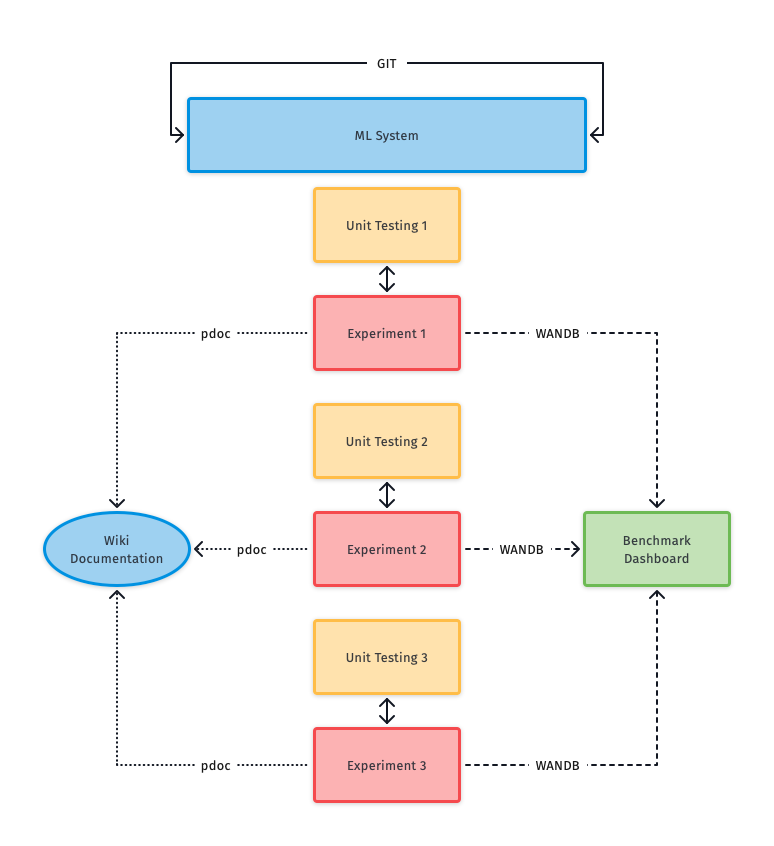 GIT
ML System
Unit Testing 1
pdoc
Experiment 1
WANDB
Unit Testing 2
Wiki
Documentation
pdoc
Experiment 2
WANDB
Benchmark
Dashboard
Unit Testing 3
pdoc
Experiment 3
WANDB